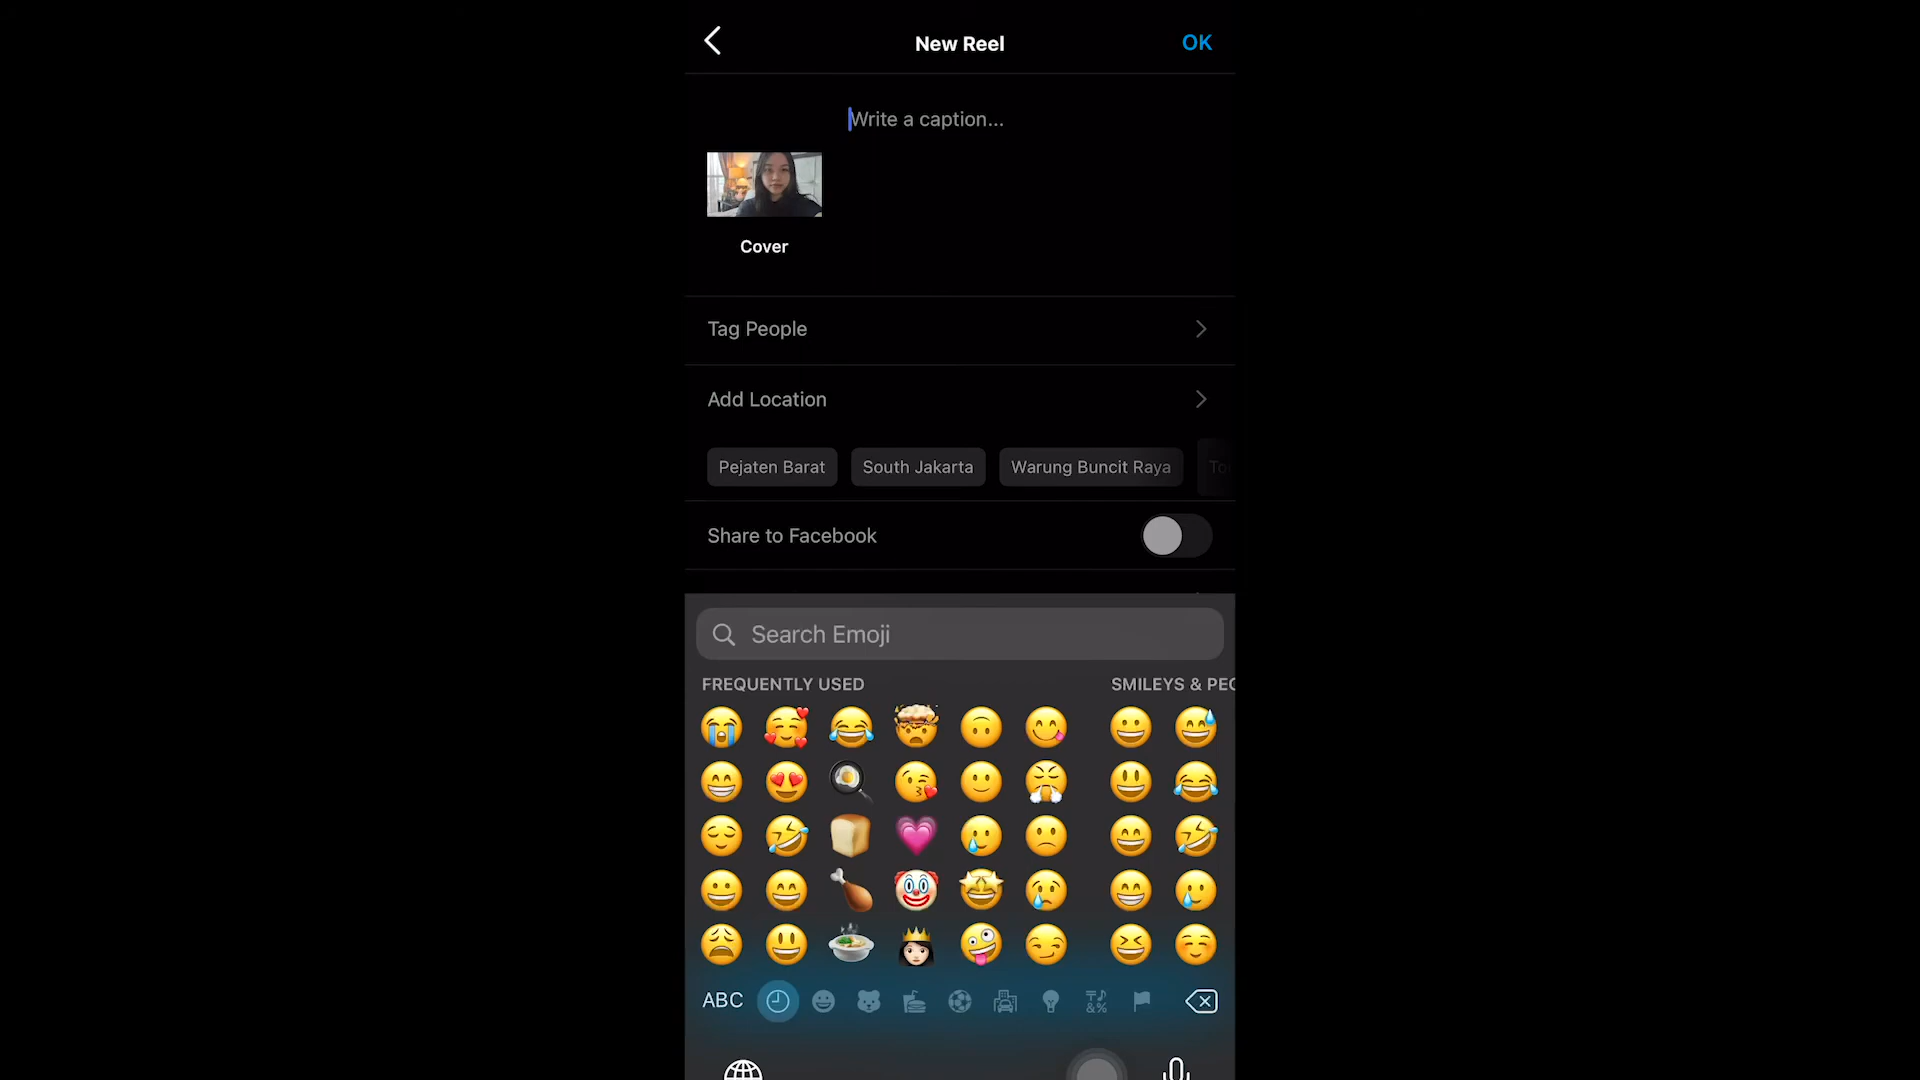 New Reel
OK
Write a caption...
Cover
Tag People
Add Location
Pejaten Barat
South Jakarta
Warung Buncit Raya
Share to Facebook
Search Emoji
FREQUENTLY USED
SMILEYS &
ABC